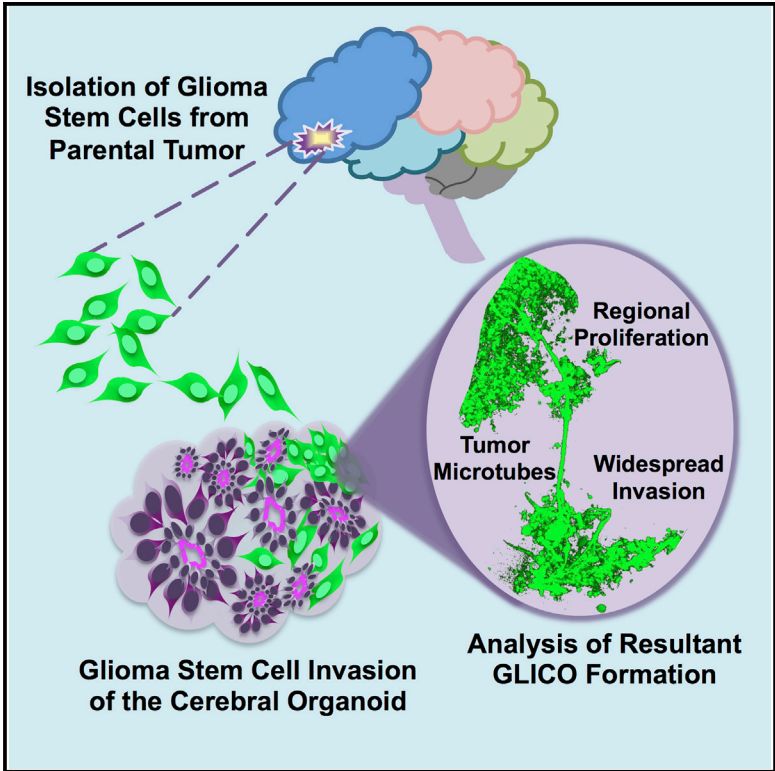 Isolation of Glioma
Stem Cells from
Parental Tumor
Regional
Proliferation
Tumor
Microtubes
Widespread
Invasion
Glioma Stem Cell Invasion
of the Cerebral Organoid
Analysis of Resultant
GLICO Formation